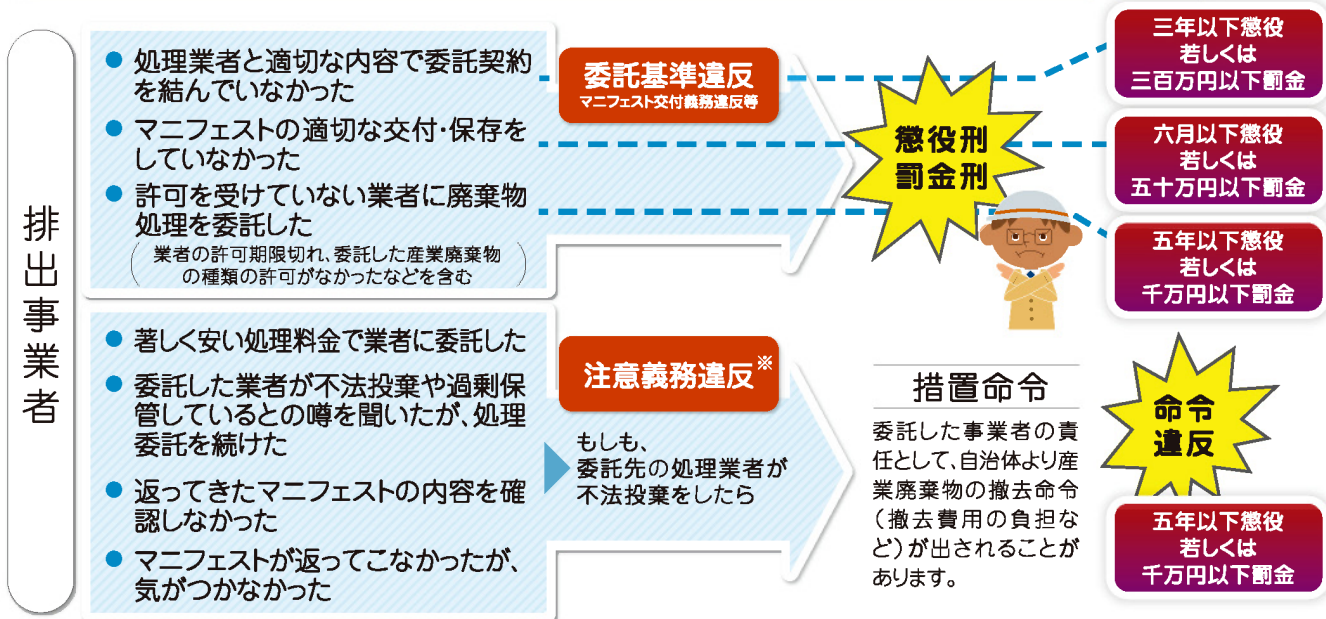 排出事業者
● 処理業者と適切な内容で委託契約
を結んでいなかった
● マニフェストの適切な交付・保存を
していなかった
● 許可を受けていない業者に廃棄物
処理を委託した
(業者の許可期限切れ、委託した産業廃棄物
の種類の許可がなかったなどを含む)
委託基準違反
マニフェスト交付義務違反等
懲役刑
罰金刑
三年以下懲役
若しくは
三百万円以下罰金
六月以下懲役
若しくは
五十万円以下罰金
五年以下懲役
若しくは
千万円以下罰金
● 著しく安い処理料金で業者に委託した
● 委託した業者が不法投棄や過剰保
管しているとの噂を聞いたが、処理
委託を続けた
● 返ってきたマニフェストの内容を確
認しなかった
● マニフェストが返ってこなかったが、
気がつかなかった
注意義務違反※
もしも、
委託先の処理業者が
不法投棄をしたら
措置命令
委託した事業者の責
任として、自治体より産
業廃棄物の撤去命令
(撤去費用の負担な
ど)が出されることが
あります。
命令
違反
五年以下懲役
若しくは
千万円以下罰金